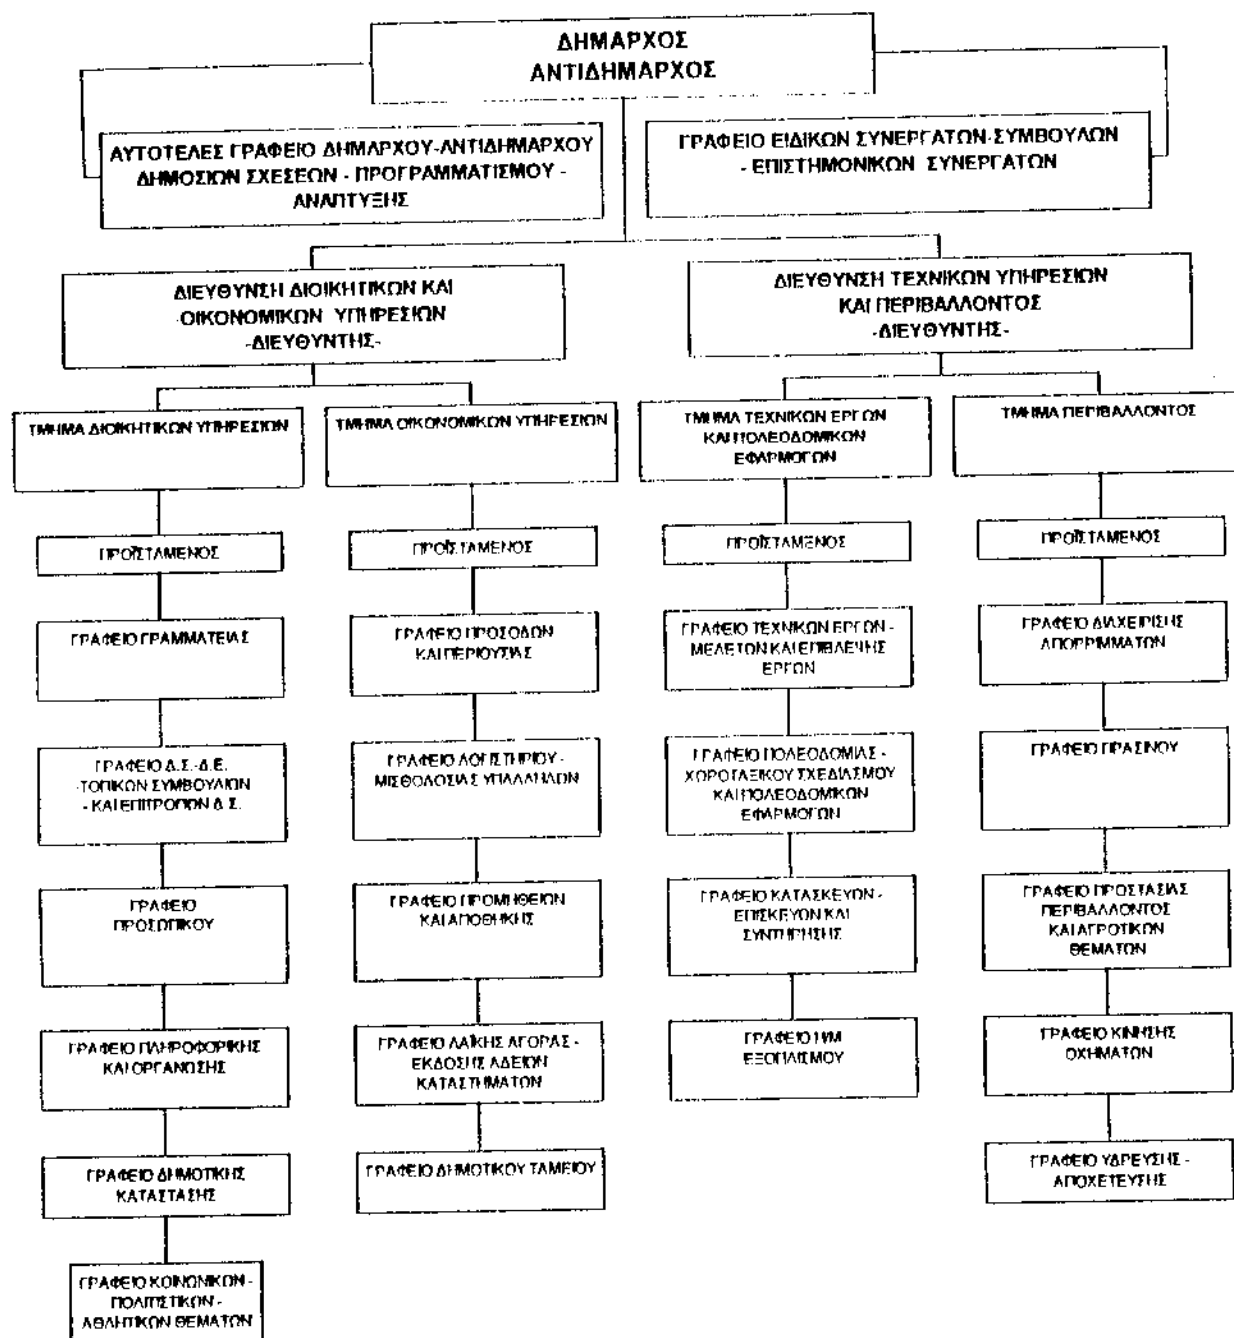 ΔΗΜΑΡΧΟΣ
ΑΝΤΙΔΗΜΑΡΧΟΣ
ΑΥΤΟΤΕΛΕΣ ΓΡΑΦΕΙΟ ΔΗΜΑΡΧΟΥ-ΑΝΤΙΔΗΜΑΡΧΟΥ
ΔΗΜΟΣΙΩΝ ΣΧΕΣΕΩΝ - ΠΡΟΓΡΑΜΜΑΤΙΣΜΟΥ -
ΑΝΑΠΤΥΞΗΣ
ΓΡΑΦΕΙΟ ΕΙΔΙΚΩΝ ΣΥΝΕΡΓΑΤΩΝ-ΣΥΜΒΟΥΛΩΝ
- ΕΠΙΣΤΗΜΟΝΙΚΩΝ ΣΥΝΕΡΓΑΤΩΝ
ΔΙΕΥΘΥΝΣΗ ΔΙΟΙΚΗΤΙΚΩΝ ΚΑΙ
-ΟΙΚΟΝΟΜΙΚΩΝ ΥΠΗΡΕΣΙΩΝ
-ΔΙΕΥΘΥΝΤΗΣ-
ΔΙΕΥΘΥΝΣΗ ΤΕΧΝΙΚΩΝ ΥΠΗΡΕΣΙΩΝ
ΚΑΙ ΠΕΡΙΒΑΛΛΟΝΤΟΣ
-ΔΙΕΥΘΥΝΤΗΣ-
ΤΜΗΜΑ ΔΙΟΙΚΗΤΙΚΩΝ ΥΠΗΡΕΣΙΩΝ
ΠΡΟΪΣΤΑΜΕΝΟΣ
ΓΡΑΦΕΙΟ ΓΡΑΜΜΑΤΕΙΑΣ
ΓΡΑΦΕΙΟ Δ.Σ.-Δ.Ε.
-ΤΟΠΙΚΩΝ ΣΥΜΒΟΥΛΙΩΝ
- ΚΑΙ ΕΠΙΤΡΟΠΩΝ Δ.Σ.
ΓΡΑΦΕΙΟ
ΠΡΟΣΩΠΙΚΟΥ
ΓΡΑΦΕΙΟ ΠΛΗΡΟΦΟΡΙΚΗΣ
ΚΑΙ ΟΡΓΑΝΩΣΗΣ
ΓΡΑΦΕΙΟ ΔΗΜΟΤΙΚΗΣ
ΚΑΤΑΣΤΑΣΗΣ
ΓΡΑΦΕΙΟ ΚΟΙΝΩΝΙΚΩΝ -
ΠΟΛΙΤΙΣΤΙΚΩΝ -
ΑΘΛΗΤΙΚΩΝ ΘΕΜΑΤΩΝ
ΤΜΗΜΑ ΟΙΚΟΝΟΜΙΚΩΝ ΥΠΗΡΕΣΙΩΝ
ΠΡΟΪΣΤΑΜΕΝΟΣ
ΓΡΑΦΕΙΟ ΠΡΟΣΟΔΩΝ
ΚΑΙ ΠΕΡΙΟΥΣΙΑΣ
ΓΡΑΦΕΙΟ ΛΟΓΙΣΤΗΡΙΟΥ -
ΜΙΣΘΟΔΟΣΙΑΣ ΥΠΑΛΛΗΛΩΝ
ΓΡΑΦΕΙΟ ΠΡΟΜΗΘΕΙΩΝ
ΚΑΙ ΑΠΟΘΗΚΗΣ
ΓΡΑΦΕΙΟ ΛΑΪΚΗΣ ΑΓΟΡΑΣ -
ΕΚΔΟΣΗΣ ΑΔΕΙΩΝ
ΚΑΤΑΣΤΗΜΑΤΩΝ
ΓΡΑΦΕΙΟ ΔΗΜΟΤΙΚΟΥ ΤΑΜΕΙΟΥ
ΤΜΗΜΑ ΤΕΧΝΙΚΩΝ ΕΡΓΩΝ
ΚΑΙ ΠΟΛΕΟΔΟΜΙΚΩΝ
ΕΦΑΡΜΟΓΩΝ
ΠΡΟΪΣΤΑΜΕΝΟΣ
ΓΡΑΦΕΙΟ ΤΕΧΝΙΚΩΝ ΕΡΓΩΝ -
ΜΕΛΕΤΩΝ ΚΑΙ ΕΠΙΒΛΕΨΗΣ
ΕΡΓΩΝ
ΓΡΑΦΕΙΟ ΠΟΛΕΟΔΟΜΙΑΣ -
ΧΩΡΟΤΑΞΙΚΟΥ ΣΧΕΔΙΑΣΜΟΥ
ΚΑΙ ΠΟΛΕΟΔΟΜΙΚΩΝ
ΕΦΑΡΜΟΓΩΝ
ΓΡΑΦΕΙΟ ΚΑΤΑΣΚΕΥΩΝ -
ΕΠΙΣΚΕΥΩΝ ΚΑΙ
ΣΥΝΤΗΡΗΣΗΣ
ΓΡΑΦΕΙΟ Η/Μ
ΕΞΟΠΛΙΣΜΟΥ
ΤΜΗΜΑ ΠΕΡΙΒΑΛΛΟΝΤΟΣ
ΠΡΟΪΣΤΑΜΕΝΟΣ
ΓΡΑΦΕΙΟ ΔΙΑΧΕΙΡΙΣΗΣ
ΑΠΟΡΡΙΜΜΑΤΩΝ
ΓΡΑΦΕΙΟ ΠΡΑΣΙΝΟΥ
ΓΡΑΦΕΙΟ ΠΡΟΣΤΑΣΙΑΣ
ΠΕΡΙΒΑΛΛΟΝΤΟΣ
ΚΑΙ ΑΓΡΟΤΙΚΩΝ
ΘΕΜΑΤΩΝ
ΓΡΑΦΕΙΟ ΚΙΝΗΣΗΣ
ΟΧΗΜΑΤΩΝ
ΓΡΑΦΕΙΟ ΥΔΡΕΥΣΗΣ -
ΑΠΟΧΕΤΕΥΣΗΣ